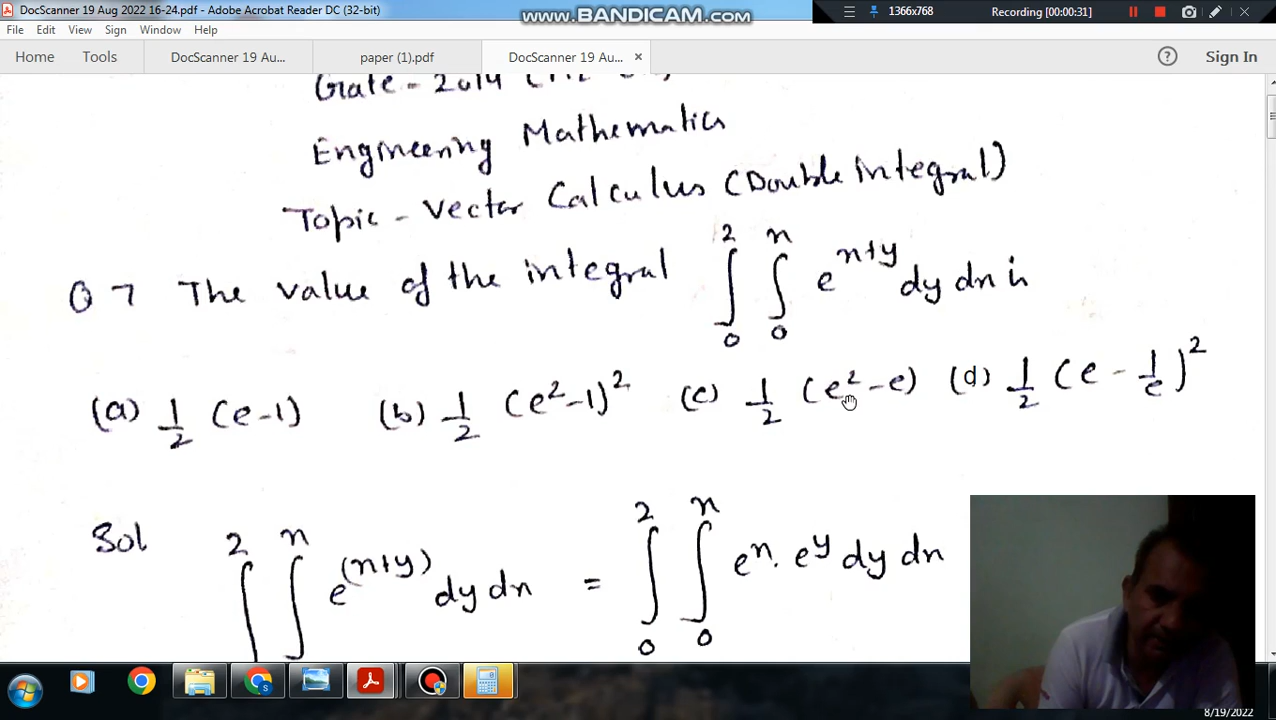 DocScanner 19 Aug 2022 16-24.pdf - Adobe Acrobat Reader DC (32-bit)
www.BANDICAM.com
1366x768
Recording [00:00:31]
File Edit View Sign Window Help
Home Tools DocScanner 19 Au... paper (1).pdf DocScanner 19 Au... × ? Sign In
Grate - 2014
Engineering Mathematics
Topic - Vector Calculus (Double integral)
Q 7 The value of the integral ∫₀² ∫₀ˣ e^(x+y) dy dx is
(a) 1/2 (e-1) (b) 1/2 (e²-1)² (c) 1/2 (e²-e) (d) 1/2 (e - 1/e)²
Sol ∫² ∫ˣ e^(x+y) dy dx = ∫₀² ∫₀ˣ eˣ. eʸ dy dx
8/19/2022